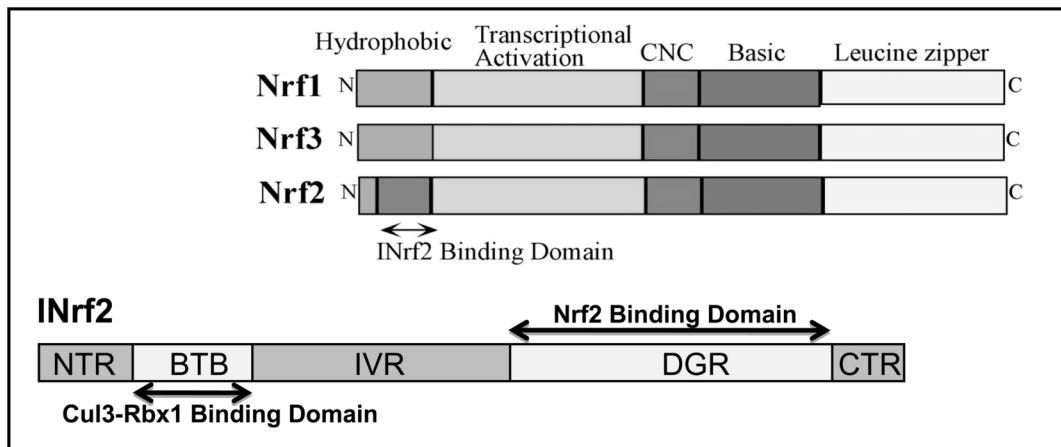 Hydrophobic Transcriptional Activation CNC Basic Leucine zipper
Nrf1 N C
Nrf3 N C
Nrf2 N C
INrf2 Binding Domain
INrf2
Nrf2 Binding Domain
NTR BTB IVR DGR CTR
Cul3-Rbx1 Binding Domain